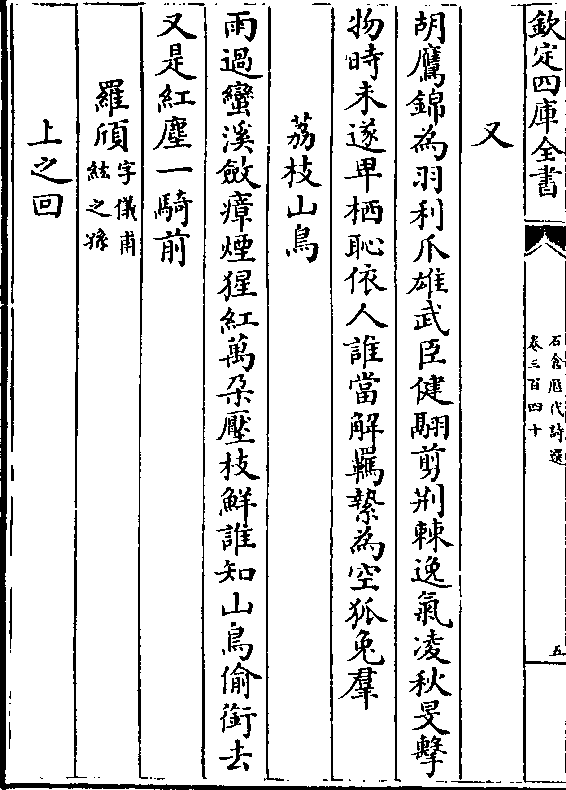 欽定四庫全書
石倉歷代詩選
卷三百四十
五
又
胡鷹錦為羽利爪雄武臣健翮剪荆棘逸氣凌秋旻擊
物時未遂卑栖恥依人誰當解羈縶為空狐兔羣
荔枝山鳥
雨過蠻溪斂瘴煙猩紅萬朶壓枝鮮誰知山鳥偷銜去
又是紅塵一騎前
羅頎字儀甫
紘之孫
上之回